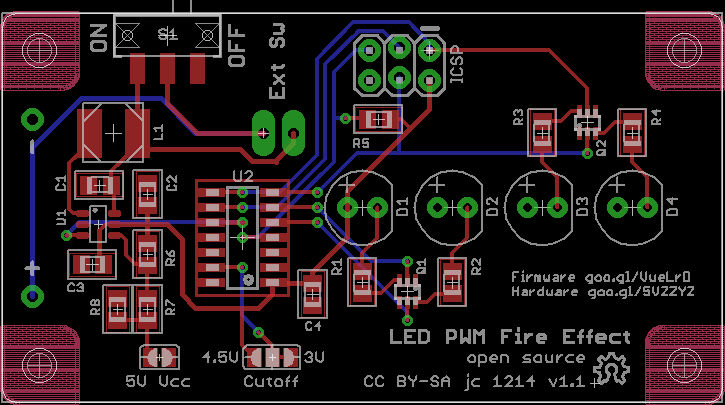 ON
S1
OFF
Ext Sw
ICSP
L1
R5
R3
Q2
R4
C1
C2
U2
U1
D1
D2
D3
D4
C3
R6
R1
Q1
R2
R8
R7
C4
Firmware goo.gl/VueLrO
Hardware goo.gl/5VZZYZ
LED PWM Fire Effect
open source
CC BY-SA jc 1214 v1.1
4.5V
3V
5V Vcc
Cutoff
+